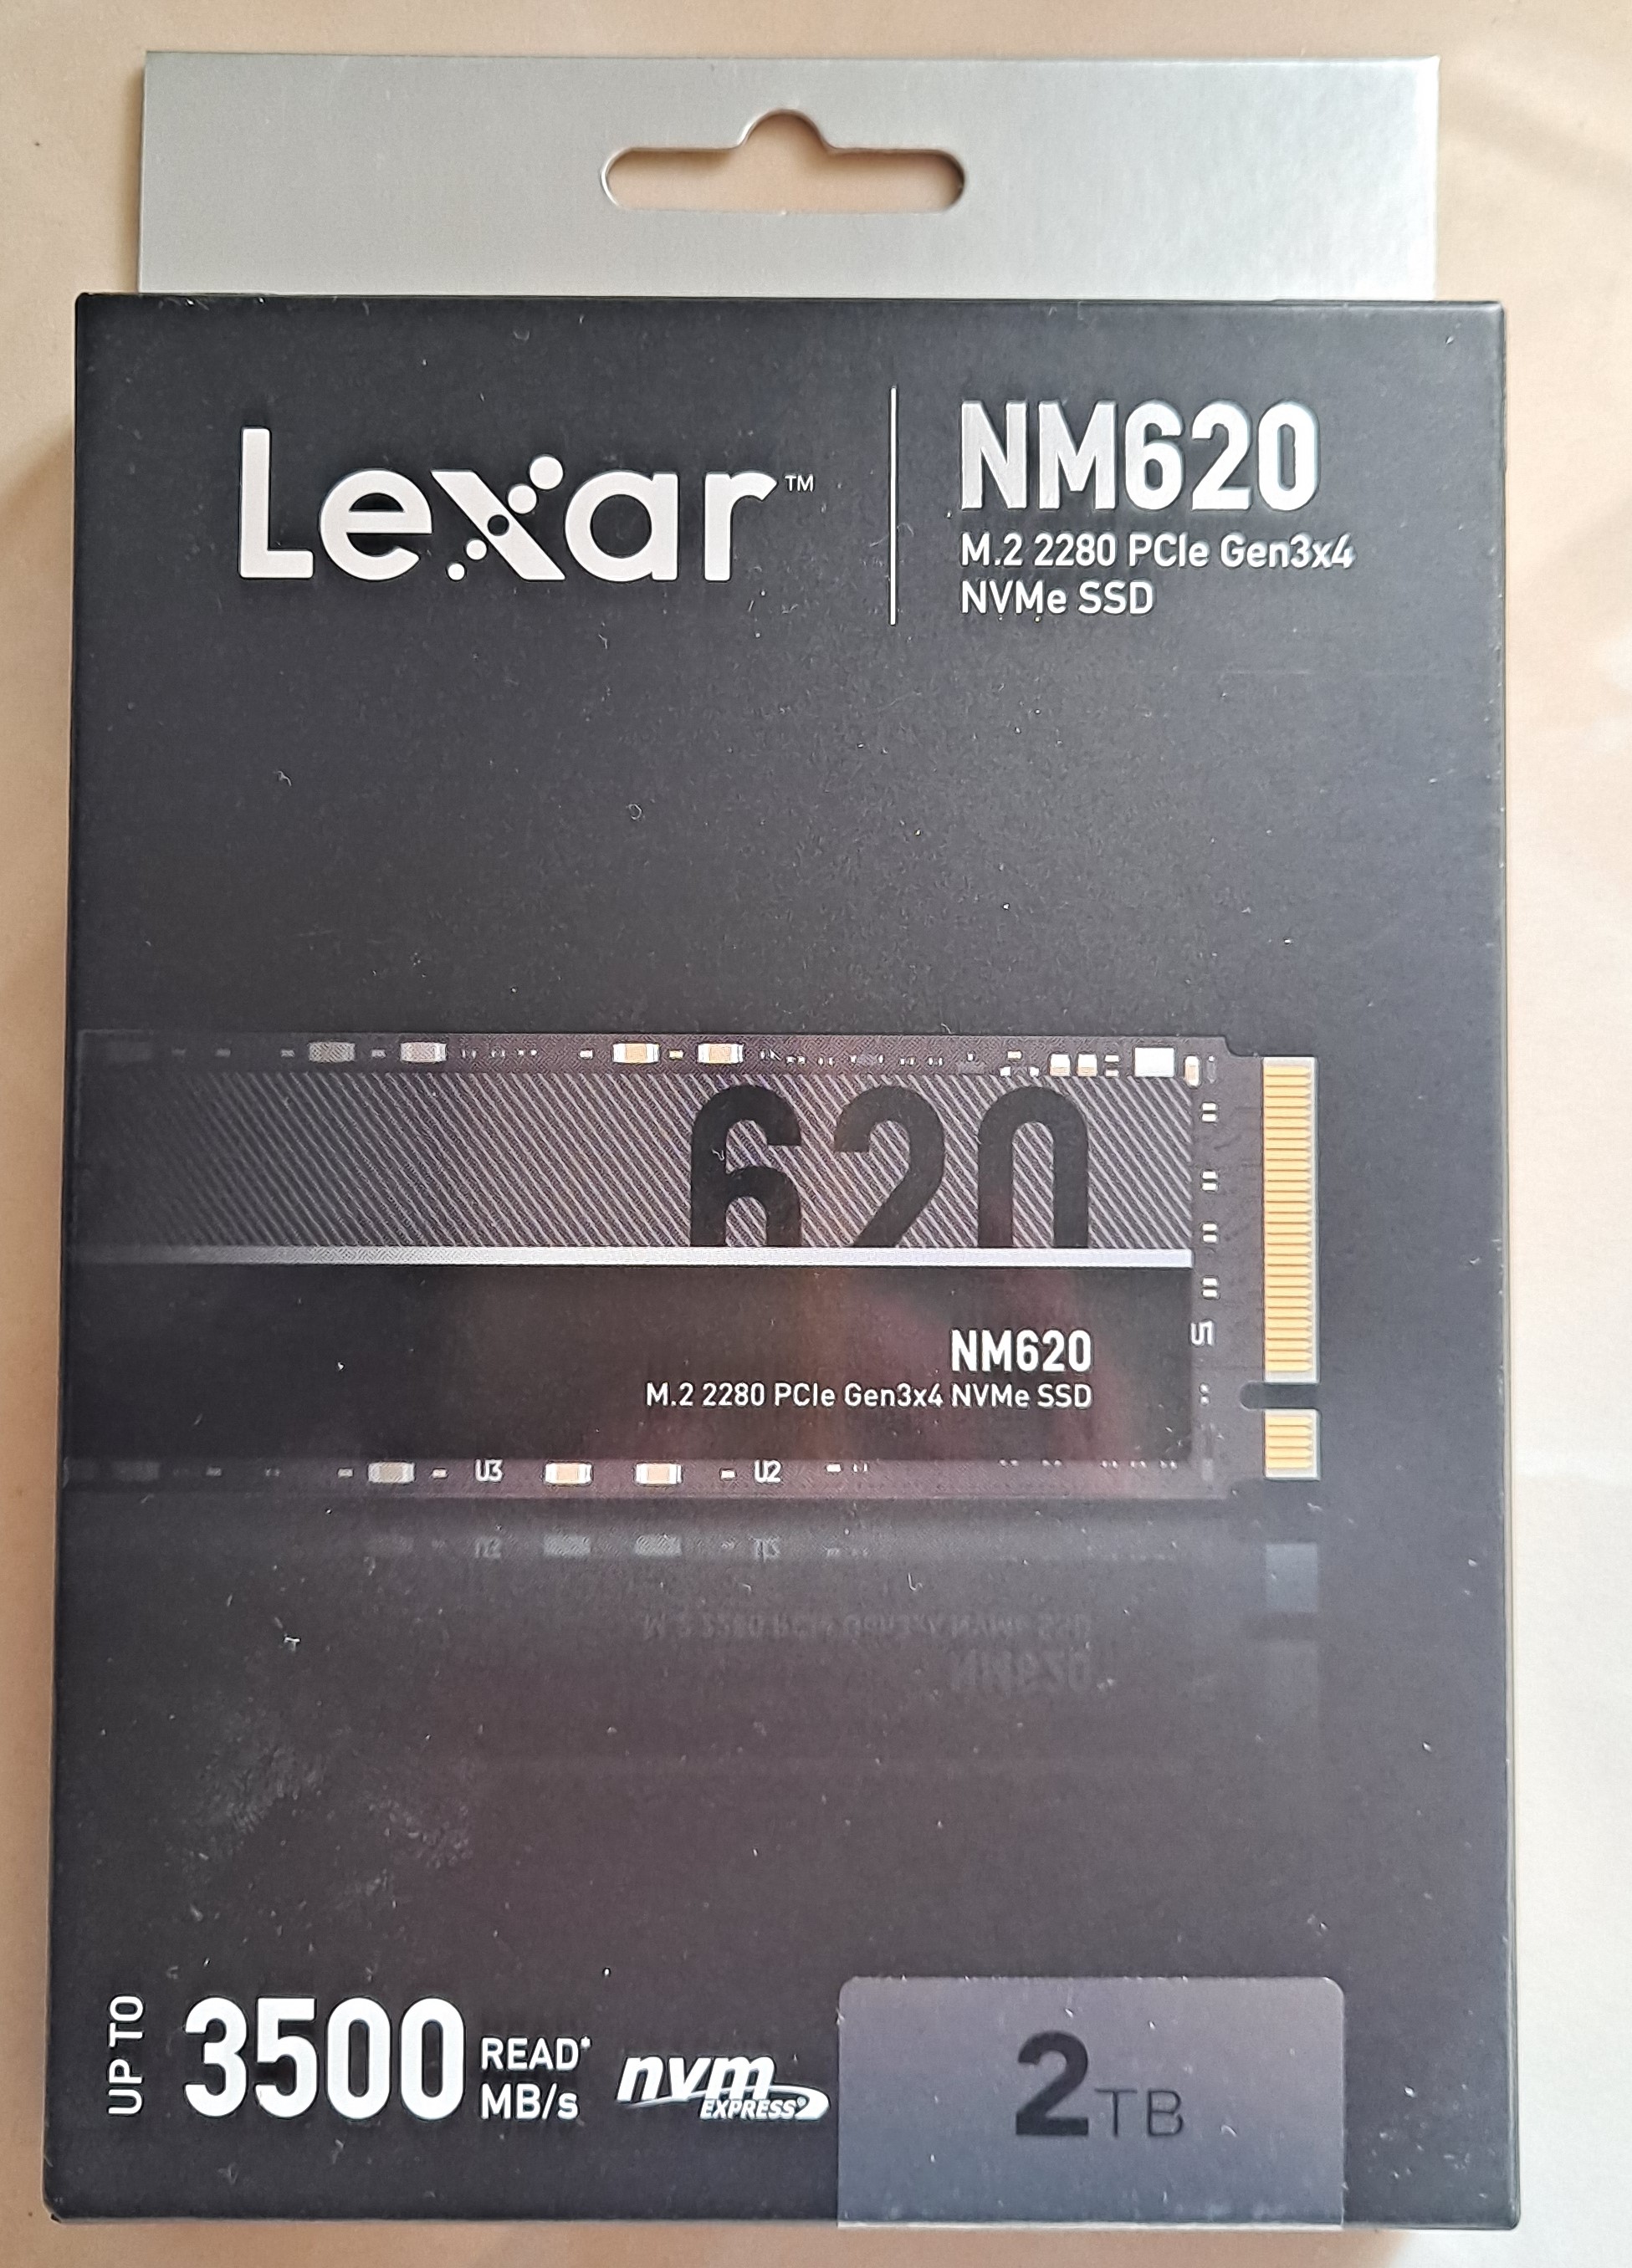 Lexar™
NM620
M.2 2280 PCIe Gen3x4
NVMe SSD
620
5
NM620
M.2 2280 PCIe Gen3x4 NVMe SSD
U3
U2
UP TO
3500
READ*
MB/s
nvm
EXPRESS®
2TB